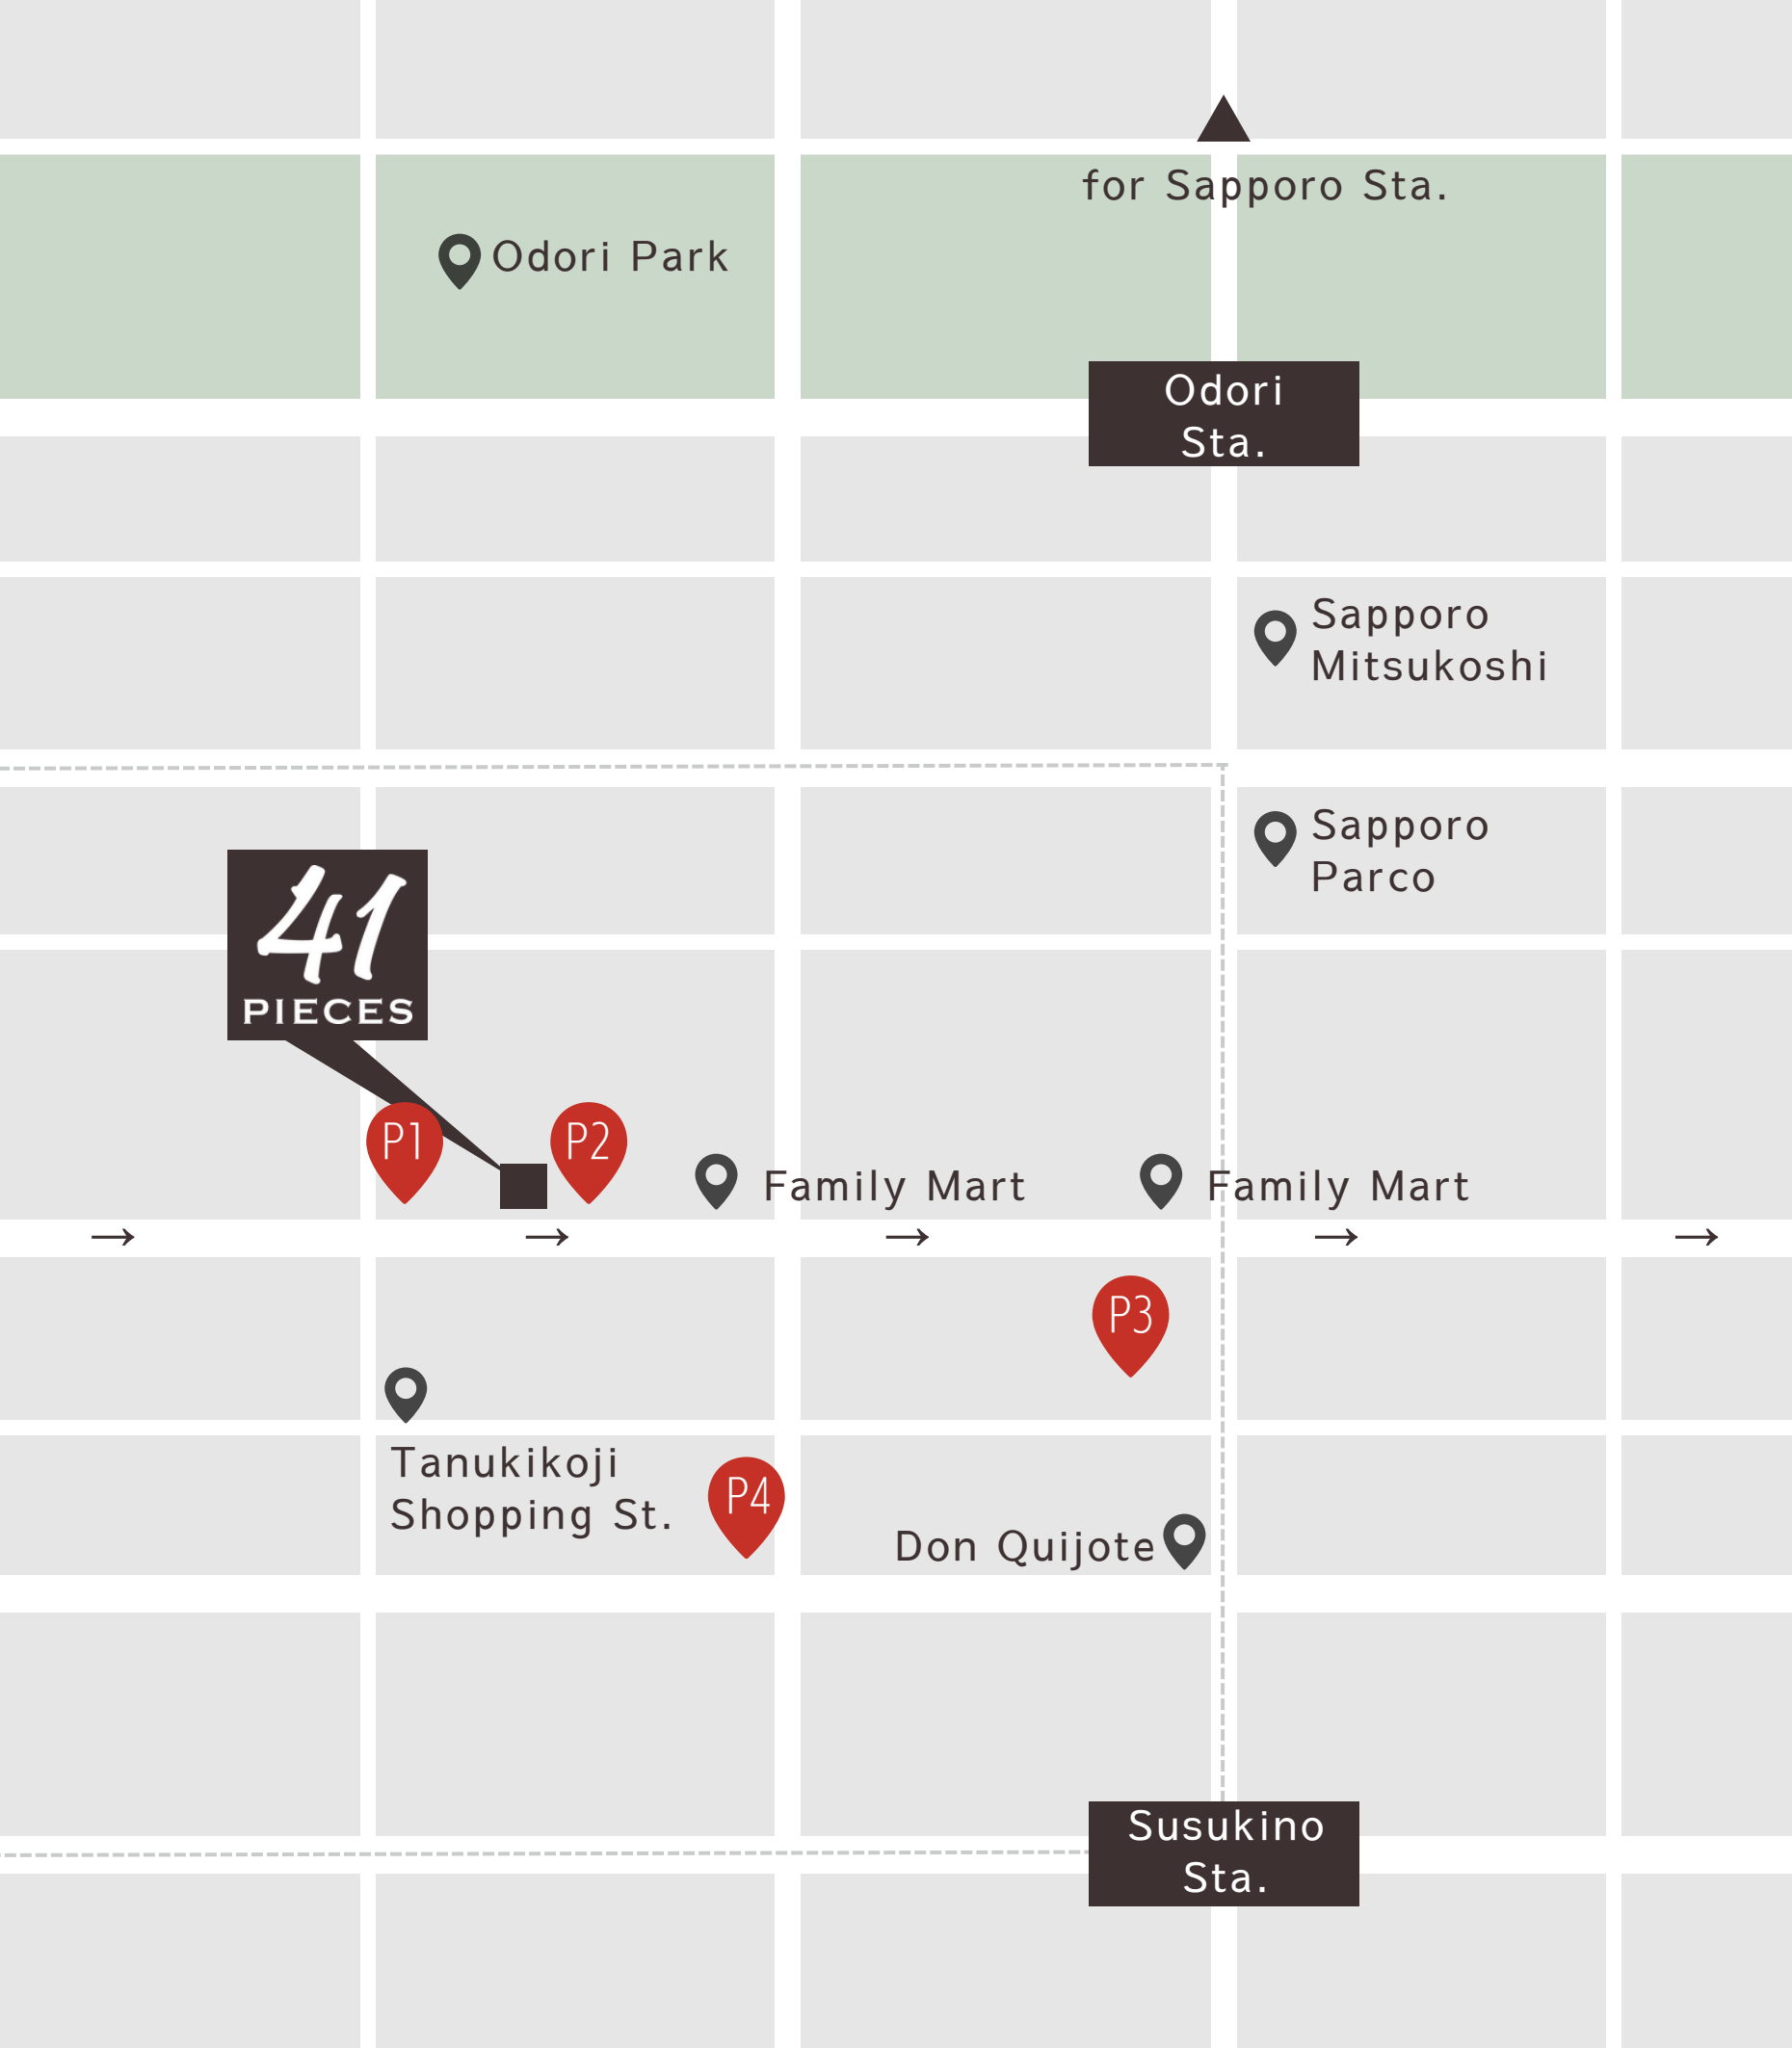 for Sapporo Sta.
Odori Park
Odori
Sta.
Sapporo
Mitsukoshi
Sapporo
Parco
41
PIECES
P1
P2
Family Mart
Family Mart
→ → → → →
P3
Tanukikoji
Shopping St.
P4
Don Quijote
Susukino
Sta.